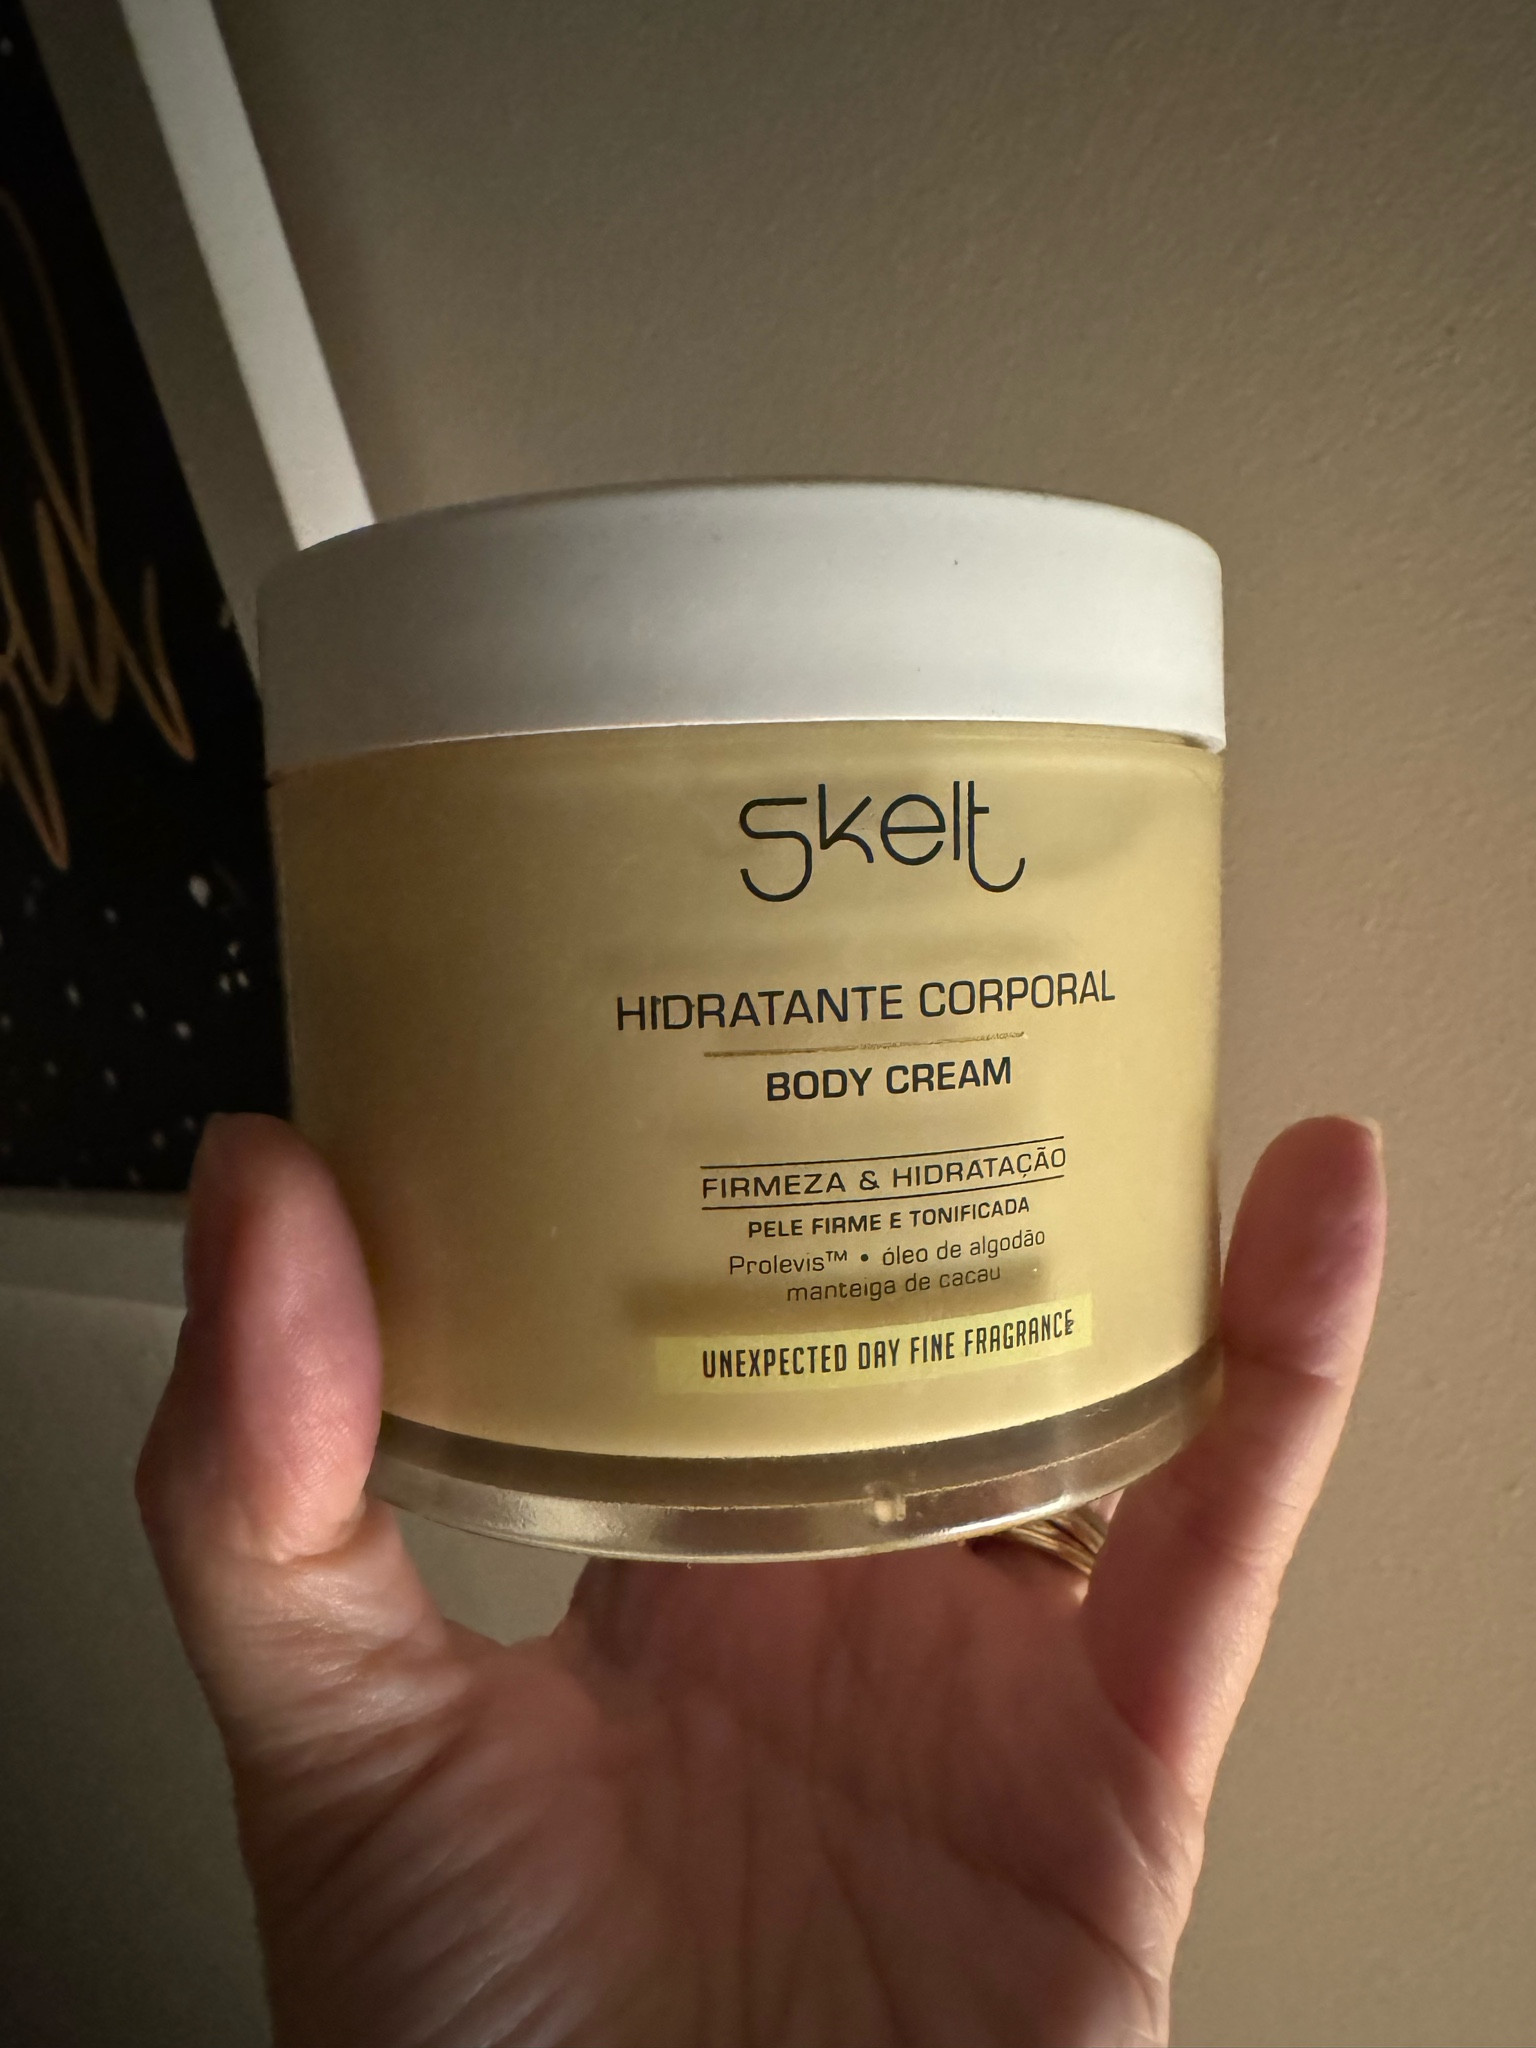 skelt
HIDRATANTE CORPORAL
BODY CREAM
FIRMEZA & HIDRATAÇÃO
PELE FIRME E TONIFICADA
Prolevis™ • óleo de algodão
manteiga de cacau
UNEXPECTED DAY FINE FRAGRANCE